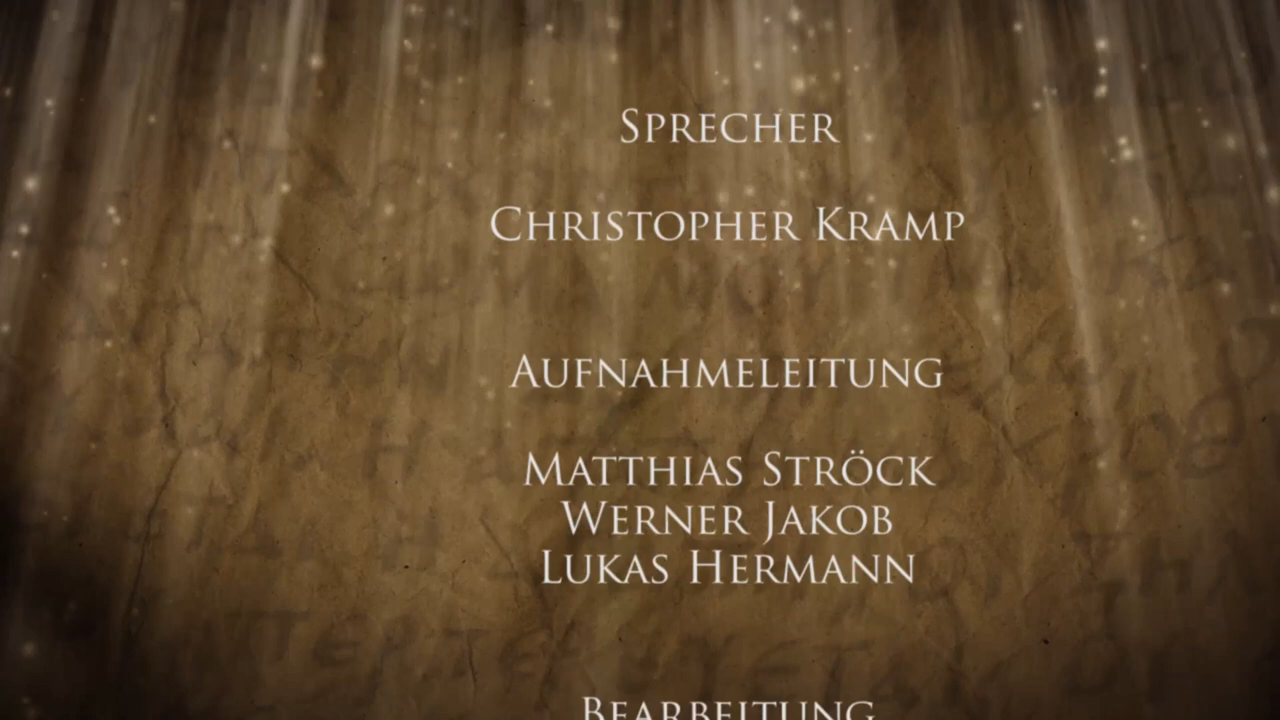 SPRECHER
CHRISTOPHER KRAMP
AUFNAHMELEITUNG
MATTHIAS STRÖCK
WERNER JAKOB
LUKAS HERMANN
BEARBEITUNG